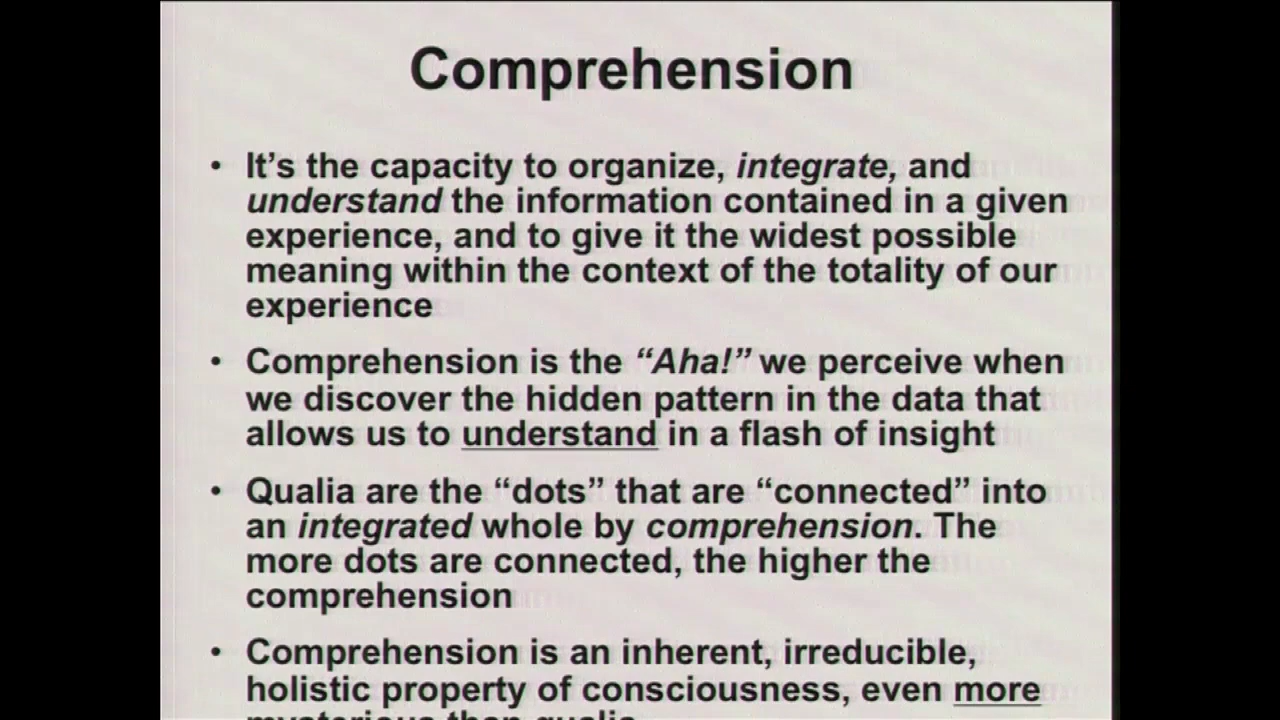 Comprehension
• It’s the capacity to organize, integrate, and
understand the information contained in a given
experience, and to give it the widest possible
meaning within the context of the totality of our
experience
• Comprehension is the “Aha!” we perceive when
we discover the hidden pattern in the data that
allows us to understand in a flash of insight
• Qualia are the “dots” that are “connected” into
an integrated whole by comprehension. The
more dots are connected, the higher the
comprehension
• Comprehension is an inherent, irreducible,
holistic property of consciousness, even more
mysterious than qualia